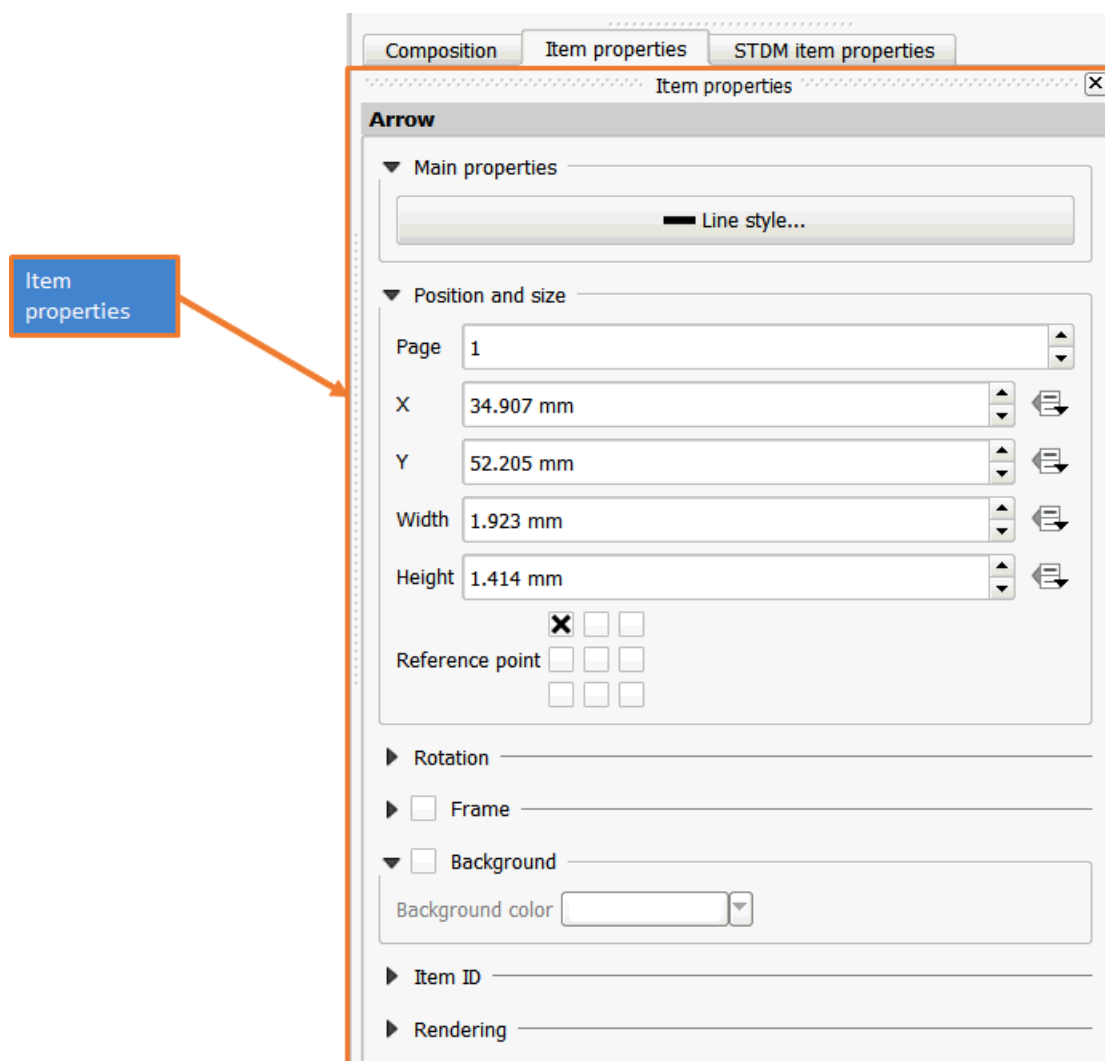 Composition Item properties STDM item properties
Item properties
Arrow
Main properties
Line style...
Item
properties
Position and size
Page 1
X 34.907 mm
Y 52.205 mm
Width 1.923 mm
Height 1.414 mm
Reference point
Rotation
Frame
Background
Background color
Item ID
Rendering